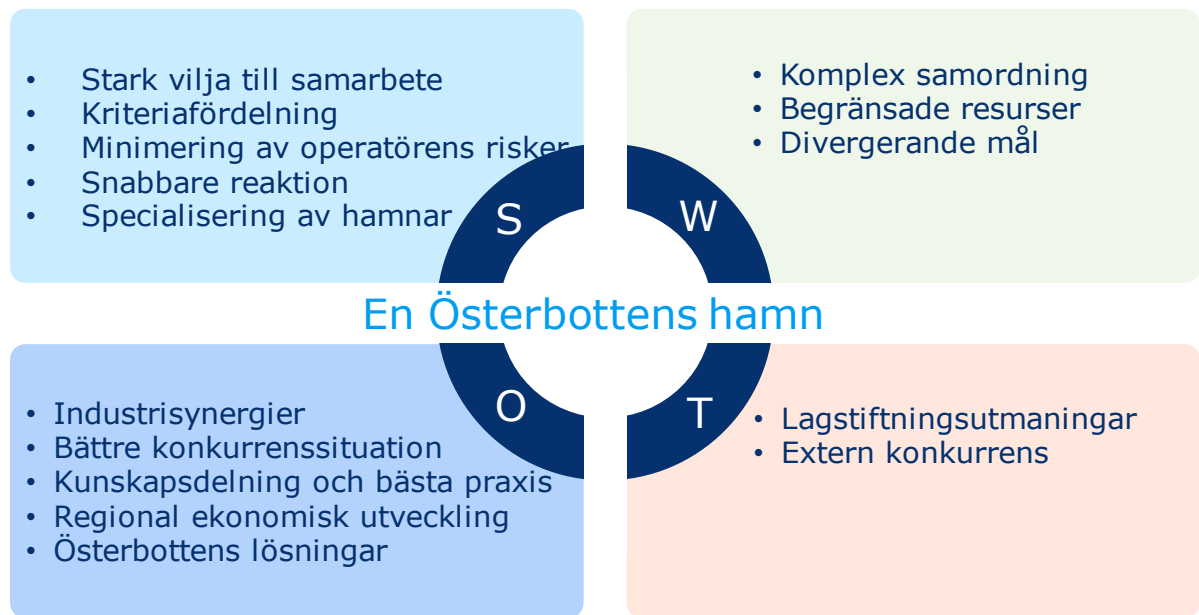 • Stark vilja till samarbete
• Kriteriafördelning
• Minimering av operatörens risker
• Snabbare reaktion
• Specialisering av hamnar
S
• Komplex samordning
• Begränsade resurser
• Divergerande mål
W
En Österbottens hamn
• Industrisynergier
• Bättre konkurrenssituation
• Kunskapsdelning och bästa praxis
• Regional ekonomisk utveckling
• Österbottens lösningar
O
• Lagstiftningsutmaningar
• Extern konkurrens
T